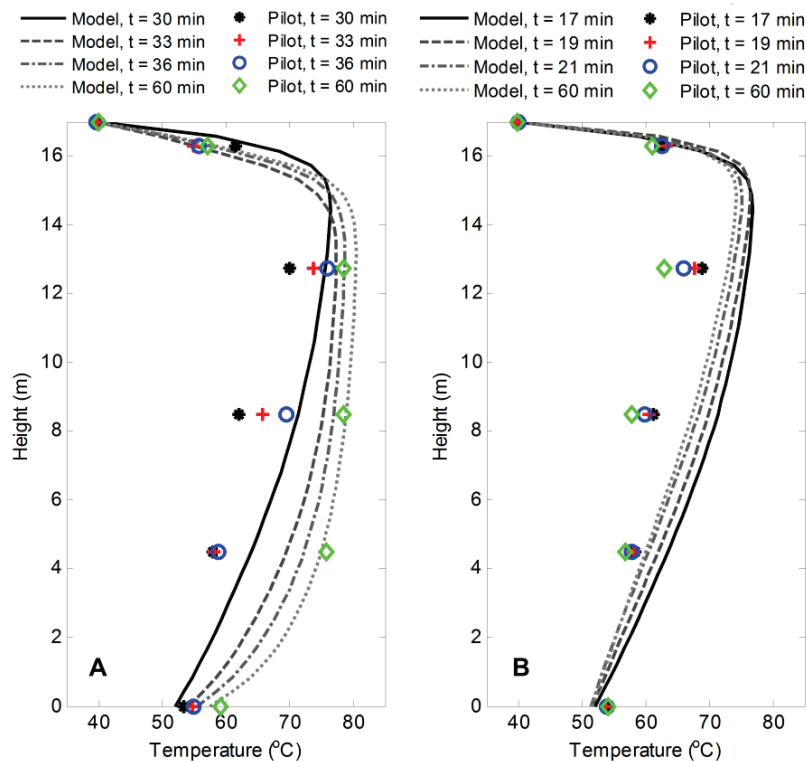 Model, t = 30 min Pilot, t = 30 min
Model, t = 33 min Pilot, t = 33 min
Model, t = 36 min Pilot, t = 36 min
Model, t = 60 min Pilot, t = 60 min
Model, t = 17 min Pilot, t = 17 min
Model, t = 19 min Pilot, t = 19 min
Model, t = 21 min Pilot, t = 21 min
Model, t = 60 min Pilot, t = 60 min
16
14
12
10
8
6
4
2
0
Height (m)
A
40 50 60 70 80
Temperature (°C)
16
14
12
10
8
6
4
2
0
Height (m)
B
40 50 60 70 80
Temperature (°C)